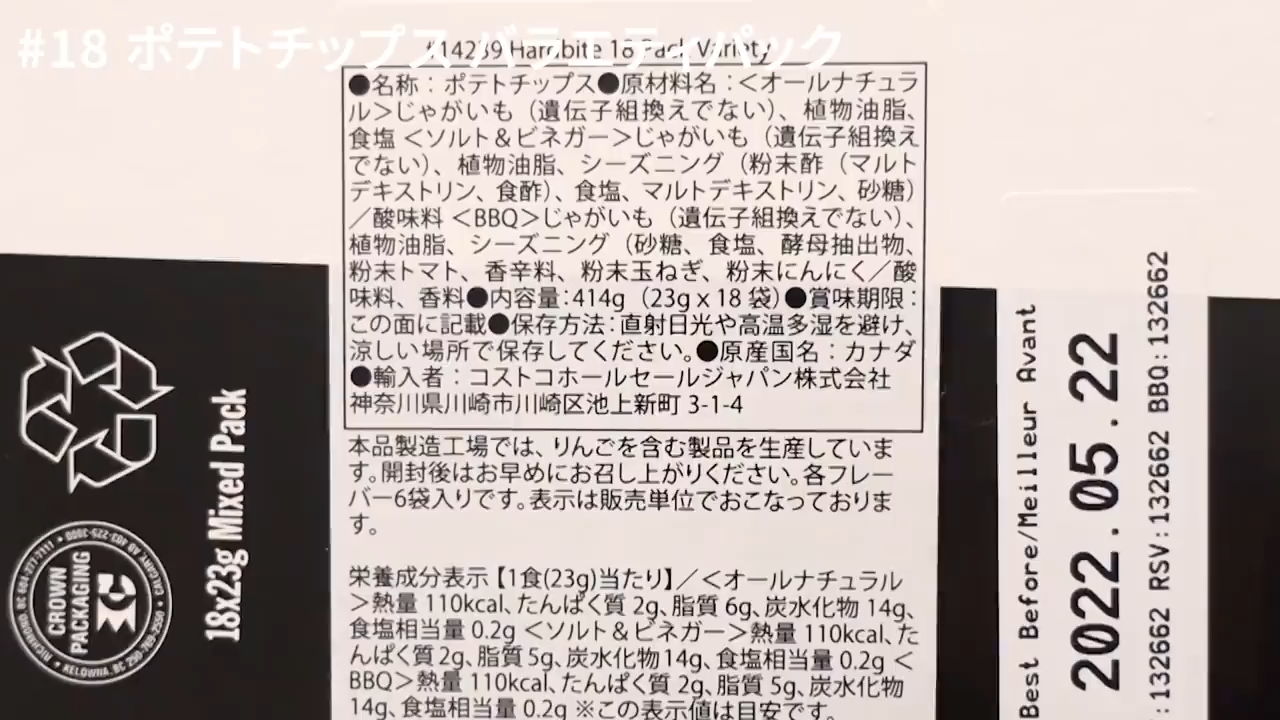 #18 ポテトチップス バラエティパック
#14239 Hardbite 18 Pack Variety
●名称：ポテトチップス●原材料名：＜オールナチュラ
ル＞じゃがいも（遺伝子組換えでない）、植物油脂、
食塩 ＜ソルト＆ビネガー＞じゃがいも（遺伝子組換え
でない）、植物油脂、シーズニング（粉末酢（マルト
デキストリン、食酢）、食塩、マルトデキストリン、砂糖）
／酸味料 ＜BBQ＞じゃがいも（遺伝子組換えでない）、
植物油脂、シーズニング（砂糖、食塩、酵母抽出物、
粉末トマト、香辛料、粉末玉ねぎ、粉末にんにく／酸
味料、香料●内容量：414g（23g x 18 袋）●賞味期限：
この面に記載●保存方法：直射日光や高温多湿を避け、
涼しい場所で保存してください。●原産国名：カナダ
●輸入者：コストコホールセールジャパン株式会社
神奈川県川崎市川崎区池上新町 3-1-4
本品製造工場では、りんごを含む製品を生産していま
す。開封後はお早めにお召し上がりください。各フレー
バー6袋入りです。表示は販売単位でおこなっておりま
す。
栄養成分表示【1食(23g)当たり】／＜オールナチュラル
＞熱量 110kcal、たんぱく質 2g、脂質 6g、炭水化物 14g、
食塩相当量 0.2g ＜ソルト＆ビネガー＞熱量 110kcal、た
んぱく質 2g、脂質 5g、炭水化物 14g、食塩相当量 0.2g ＜
BBQ＞熱量 110kcal、たんぱく質 2g、脂質 5g、炭水化物
14g、食塩相当量 0.2g ※この表示値は目安です。
18x23g Mixed Pack
CROWN
PACKAGING
KELOWNA, BC
Best Before/Meilleur Avant
2022.05.22
:132662 RSV:132662 BBQ:132662